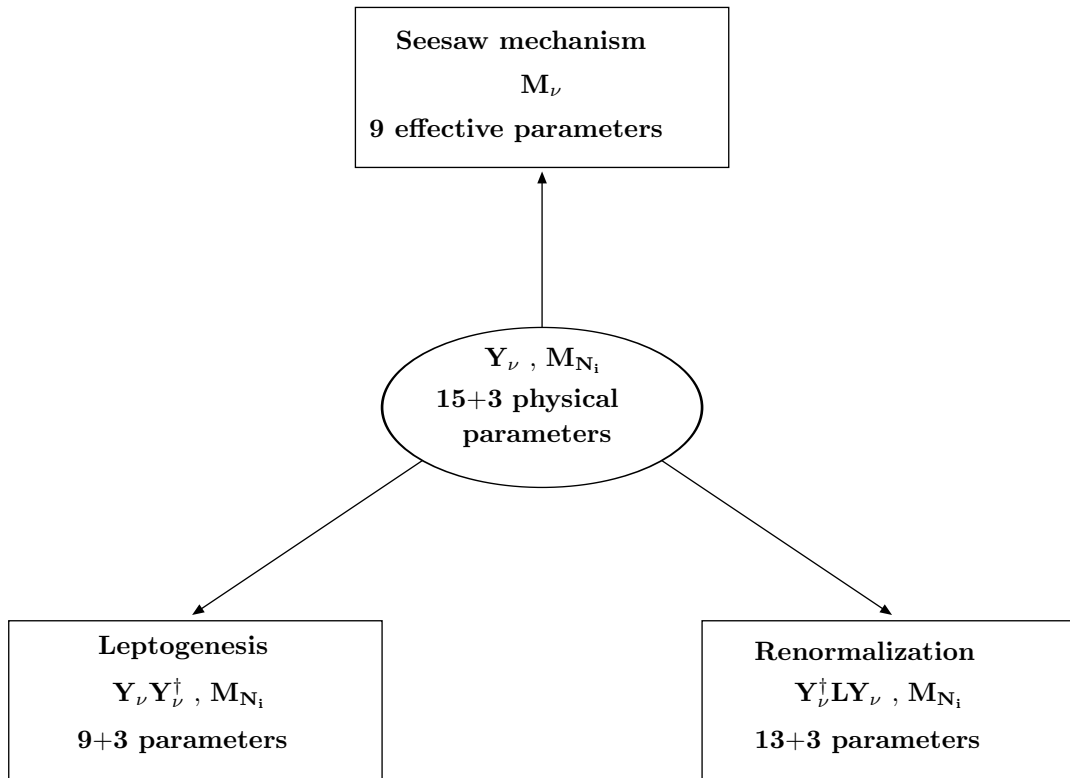 Seesaw mechanism
M_ν
9 effective parameters
Y_ν , M_{N_i}
15+3 physical
parameters
Leptogenesis
Y_ν Y_ν^† , M_{N_i}
9+3 parameters
Renormalization
Y_ν^† L Y_ν , M_{N_i}
13+3 parameters